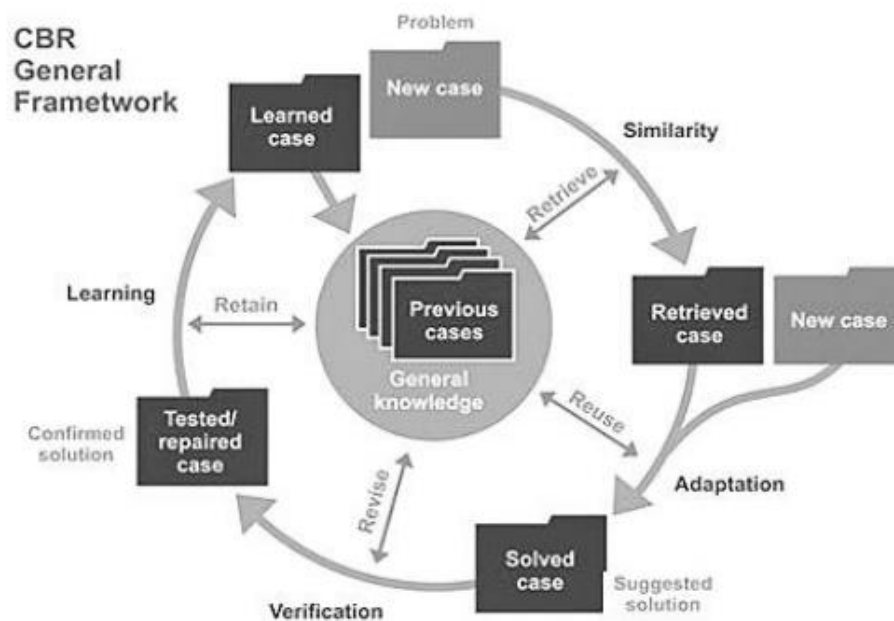 CBR
General
Frametwork
Problem
New case
Learned
case
Similarity
Retrieve
Learning
Retain
Previous
cases
General
knowledge
Retrieved
case
New case
Reuse
Confirmed
solution
Tested/
repaired
case
Revise
Adaptation
Solved
case
Suggested
solution
Verification